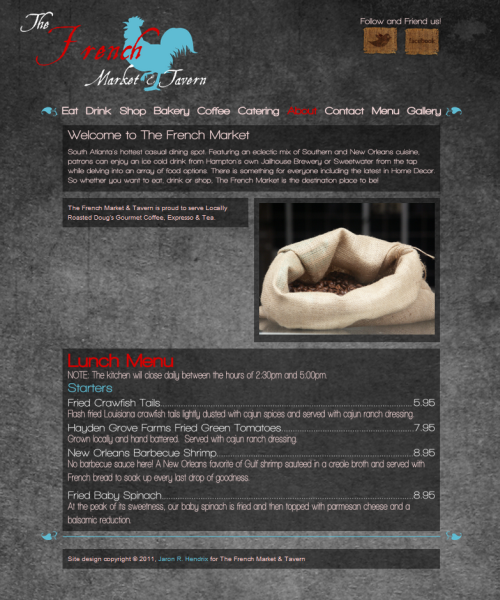 The
French
Market & Tavern
Follow and Friend us!
facebook
Eat Drink Shop Bakery Coffee Catering About Contact Menu Gallery
Welcome to The French Market
South Atlanta's hottest casual dining spot. Featuring an eclectic mix of Southern and New Orleans cuisine,
patrons can enjoy an ice cold drink from Hampton's own Jailhouse Brewery or Sweetwater from the tap
while delving into an array of food options. There is something for everyone including the latest in Home Decor.
So whether you want to eat, drink or shop, The French Market is the destination place to be!
The French Market & Tavern is proud to serve Locally
Roasted Doug's Gourmet Coffee, Expresso & Tea.
Lunch Menu
NOTE: The kitchen will close daily between the hours of 2:30pm and 5:00pm.
Starters
Fried Crawfish Tails 5.95
Flash fried Louisiana crawfish tails lightly dusted with cajun spices and served with cajun ranch dressing.
Hayden Grove Farms Fried Green Tomatoes 7.95
Grown locally and hand battered. Served with cajun ranch dressing.
New Orleans Barbecue Shrimp 8.95
No barbecue sauce here! A New Orleans favorite of Gulf shrimp sauteed in a creole broth and served with
French bread to soak up every last drop of goodness.
Fried Baby Spinach 8.95
At the peak of its sweetness, our baby spinach is fried and then topped with parmesan cheese and a
balsamic reduction.
Site design copyright © 2011, Jaron R. Hendrix for The French Market & Tavern